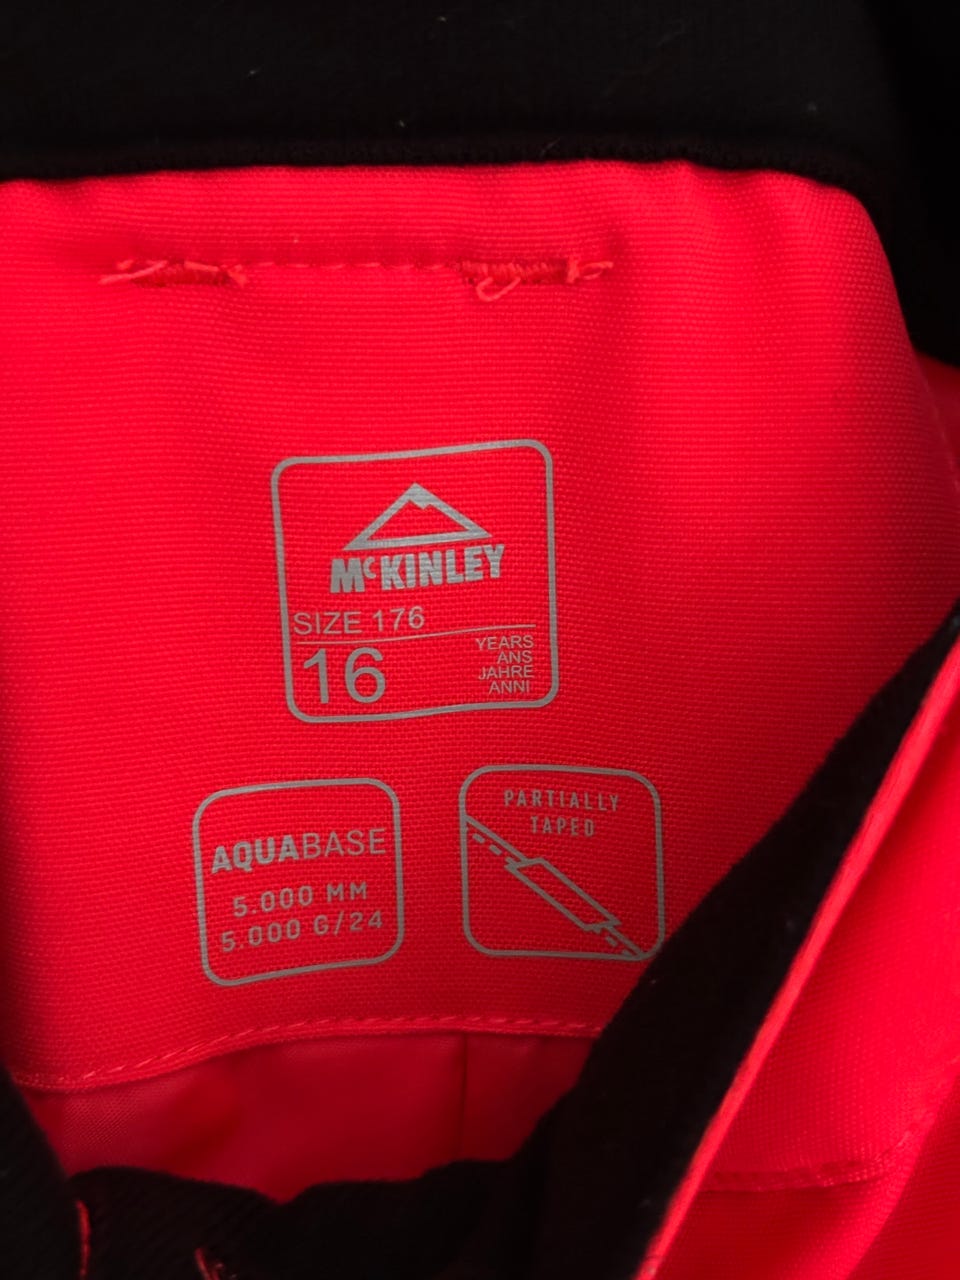 McKINLEY
SIZE 176
16
YEARS
ANS
JAHRE
ANNI
AQUABASE
5.000 MM
5.000 G/24
PARTIALLY
TAPED